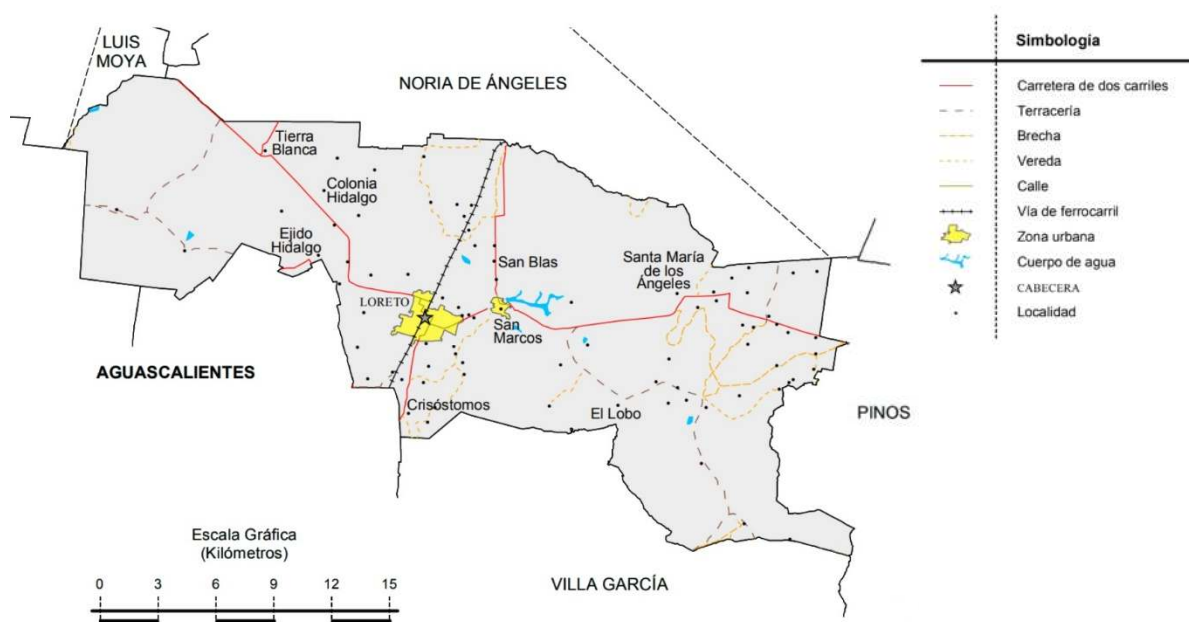 LUIS
MOYA
NORIA DE ÁNGELES
Tierra
Blanca
Colonia
Hidalgo
Ejido
Hidalgo
San Blas
Santa María
de los
Ángeles
LORETO
San
Marcos
AGUASCALIENTES
Crisóstomos
El Lobo
PINOS
VILLA GARCÍA
Escala Gráfica
(Kilómetros)
0 3 6 9 12 15
Simbología
Carretera de dos carriles
Terracería
Brecha
Vereda
Calle
Vía de ferrocarril
Zona urbana
Cuerpo de agua
CABECERA
Localidad